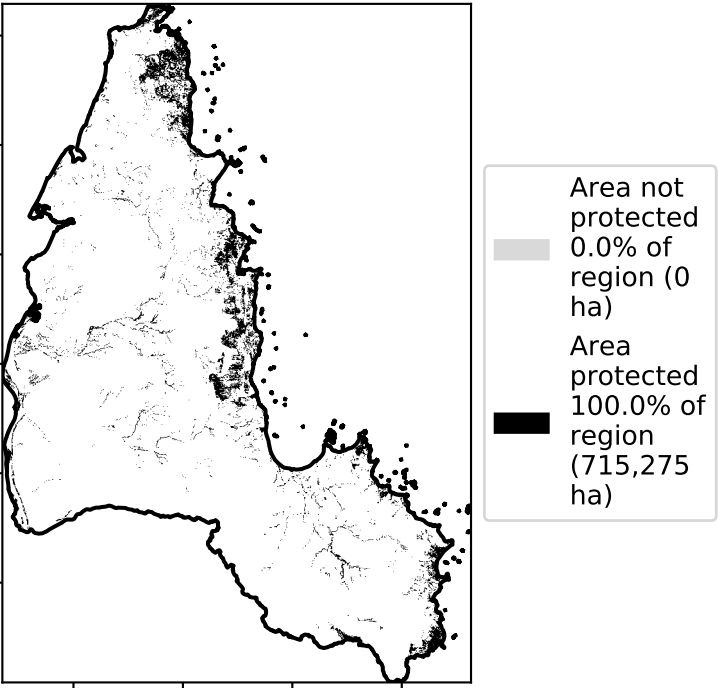 Area not
protected
0.0% of
region (0
ha)
Area
protected
100.0% of
region
(715,275
ha)